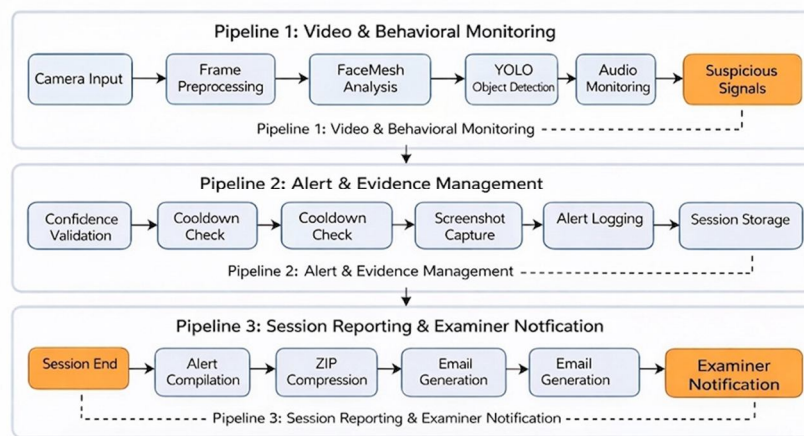 Pipeline 1: Video & Behavioral Monitoring
Camera Input
Frame
Preprocessing
FaceMesh
Analysis
YOLO
Object Detection
Audio
Monitoring
Suspicious
Signals
Pipeline 1: Video & Behavioral Monitoring
Pipeline 2: Alert & Evidence Management
Confidence
Validation
Cooldown
Check
Cooldown
Check
Screenshot
Capture
Alert Logging
Session Storage
Pipeline 2: Alert & Evidence Management
Pipeline 3: Session Reporting & Examiner Notfication
Session End
Alert
Compilation
ZIP
Compression
Email
Generation
Email
Generation
Examiner
Notification
Pipeline 3: Session Reporting & Examiner Notification